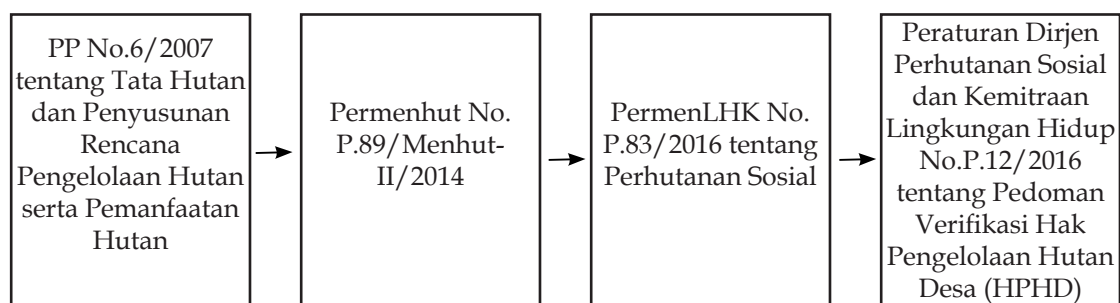 PP No.6/2007
tentang Tata Hutan
dan Penyusunan
Rencana
Pengelolaan Hutan
serta Pemanfaatan
Hutan
Permenhut No.
P.89/Menhut-
II/2014
PermenLHK No.
P.83/2016 tentang
Perhutanan Sosial
Peraturan Dirjen
Perhutanan Sosial
dan Kemitraan
Lingkungan Hidup
No.P.12/2016
tentang Pedoman
Verifikasi Hak
Pengelolaan Hutan
Desa (HPHD)